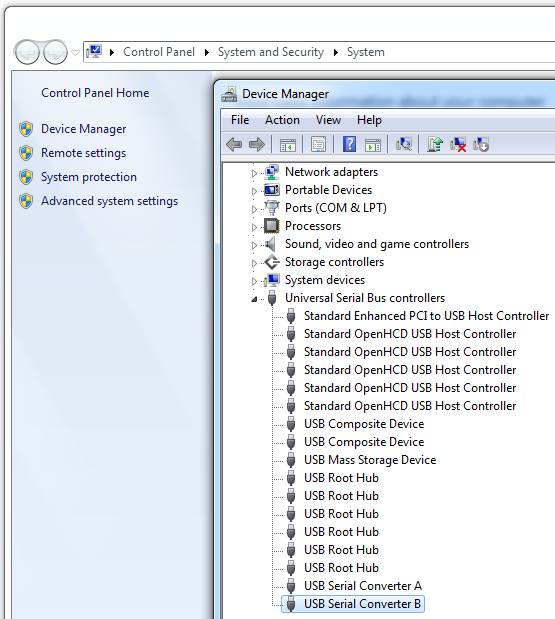 Control Panel
System and Security
System
Control Panel Home
Device Manager
Remote settings
System protection
Advanced system settings
Device Manager
File Action View Help
Network adapters
Portable Devices
Ports (COM & LPT)
Processors
Sound, video and game controllers
Storage controllers
System devices
Universal Serial Bus controllers
Standard Enhanced PCI to USB Host Controller
Standard OpenHCD USB Host Controller
Standard OpenHCD USB Host Controller
Standard OpenHCD USB Host Controller
Standard OpenHCD USB Host Controller
Standard OpenHCD USB Host Controller
USB Composite Device
USB Composite Device
USB Mass Storage Device
USB Root Hub
USB Root Hub
USB Root Hub
USB Root Hub
USB Root Hub
USB Root Hub
USB Serial Converter A
USB Serial Converter B